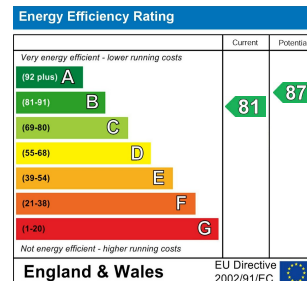 Energy Efficiency Rating
Current Potentia
Very energy efficient - lower running costs
(92 plus) A
(81-91) B
(69-80) C
(55-68) D
(39-54) E
(21-38) F
(1-20) G
81
87
Not energy efficient - higher running costs
England & Wales
EU Directive
2002/91/EC